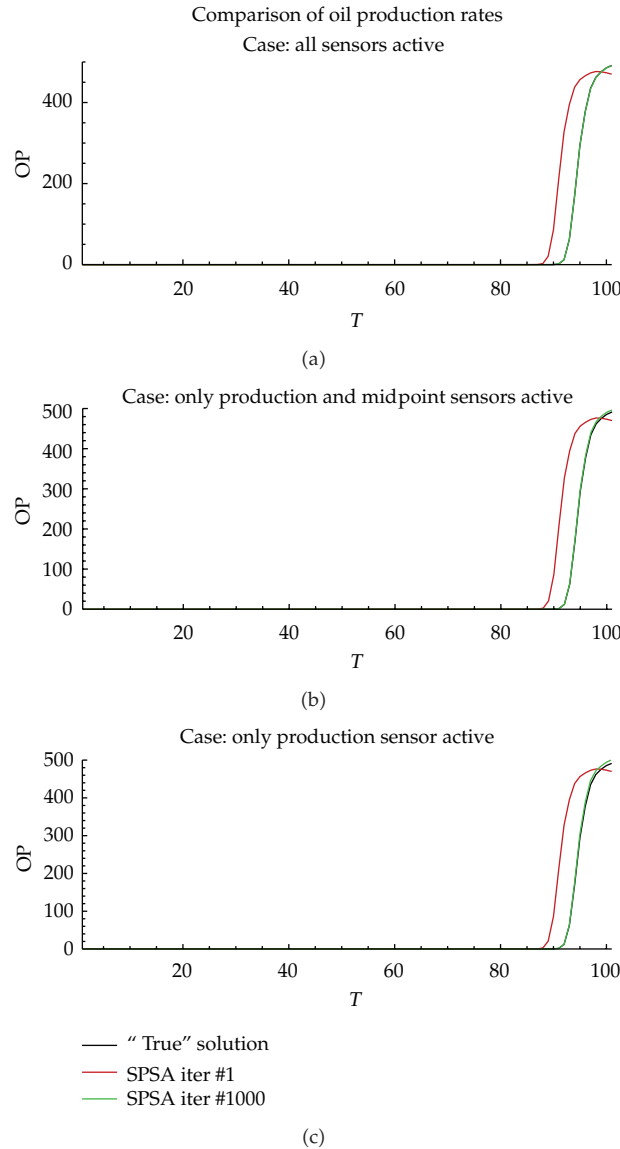 Comparison of oil production rates
Case: all sensors active
OP
400
200
0
20 40 60 80 100
T
(a)
Case: only production and midpoint sensors active
OP
500
400
300
200
100
0
20 40 60 80 100
T
(b)
Case: only production sensor active
OP
500
400
300
200
100
0
20 40 60 80 100
T
“ True” solution
SPSA iter #1
SPSA iter #1000
(c)